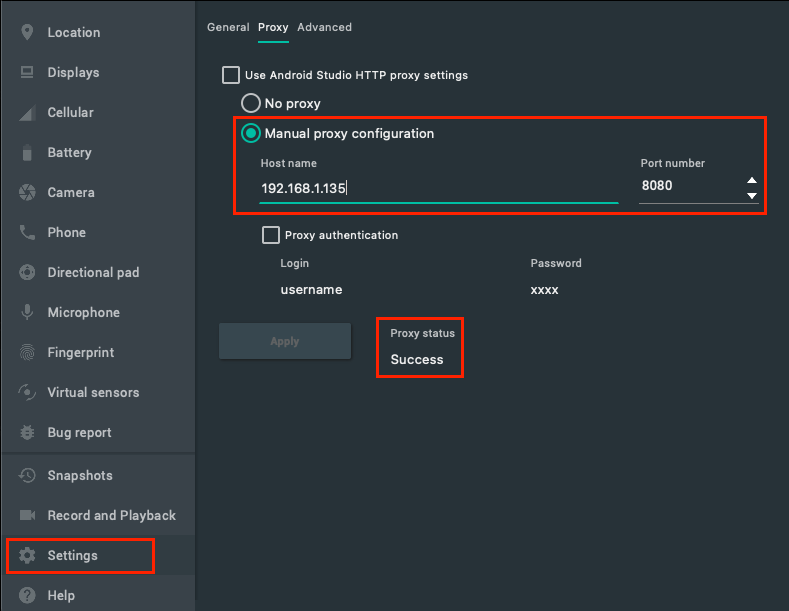 Location
Displays
Cellular
Battery
Camera
Phone
Directional pad
Microphone
Fingerprint
Virtual sensors
Bug report
Snapshots
Record and Playback
Settings
Help
General Proxy Advanced
Use Android Studio HTTP proxy settings
No proxy
Manual proxy configuration
Host name Port number
192.168.1.135 8080
Proxy authentication
Login Password
username xxxx
Apply
Proxy status
Success